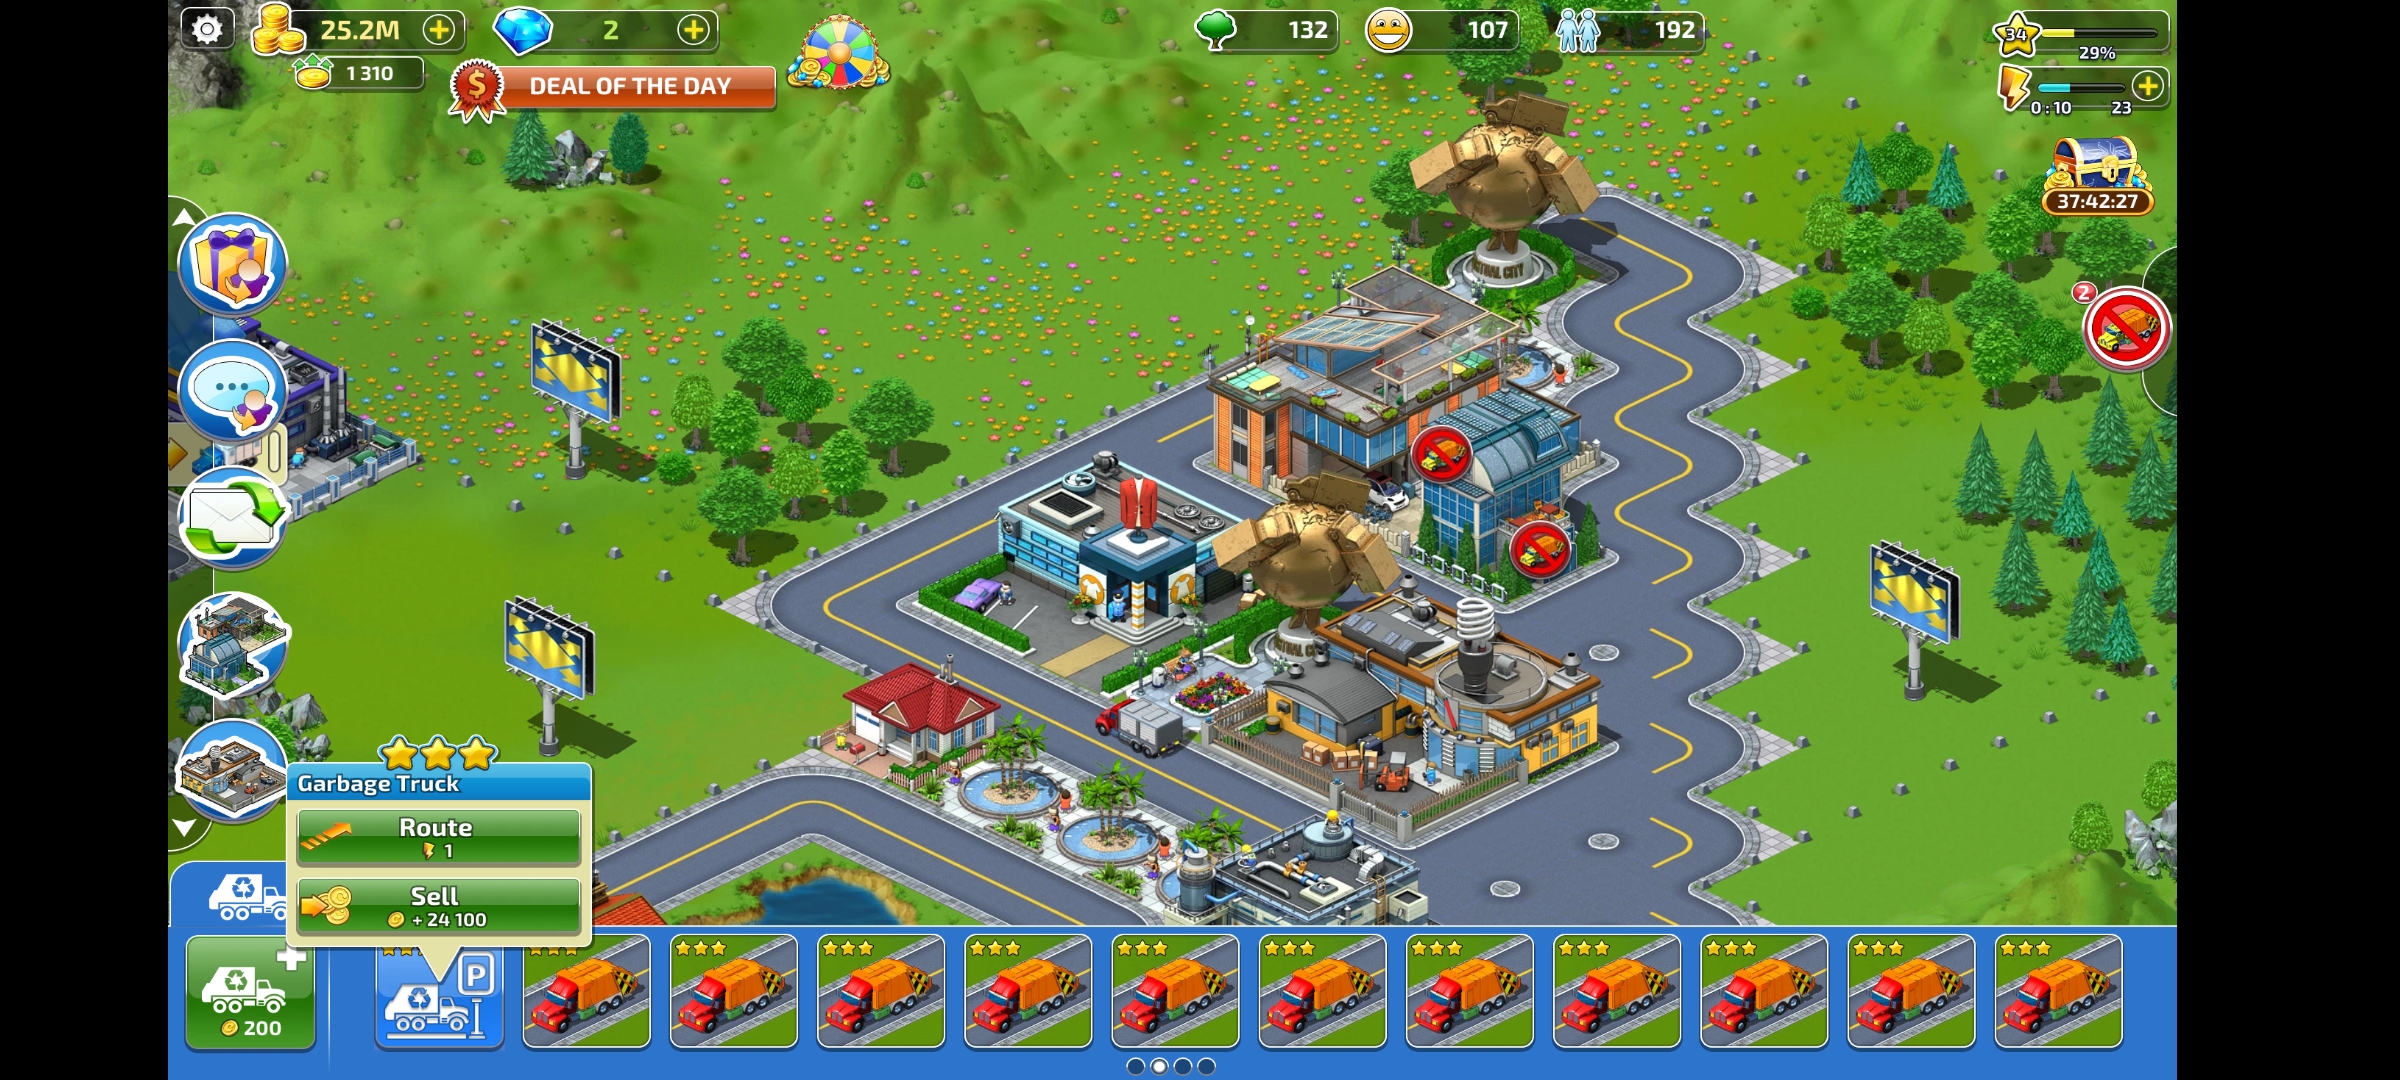 25.2M
2
132
107
192
34
29%
1 310
DEAL OF THE DAY
0:10
23
37:42:27
2
Garbage Truck
Route
1
Sell
+ 24 100
200
P